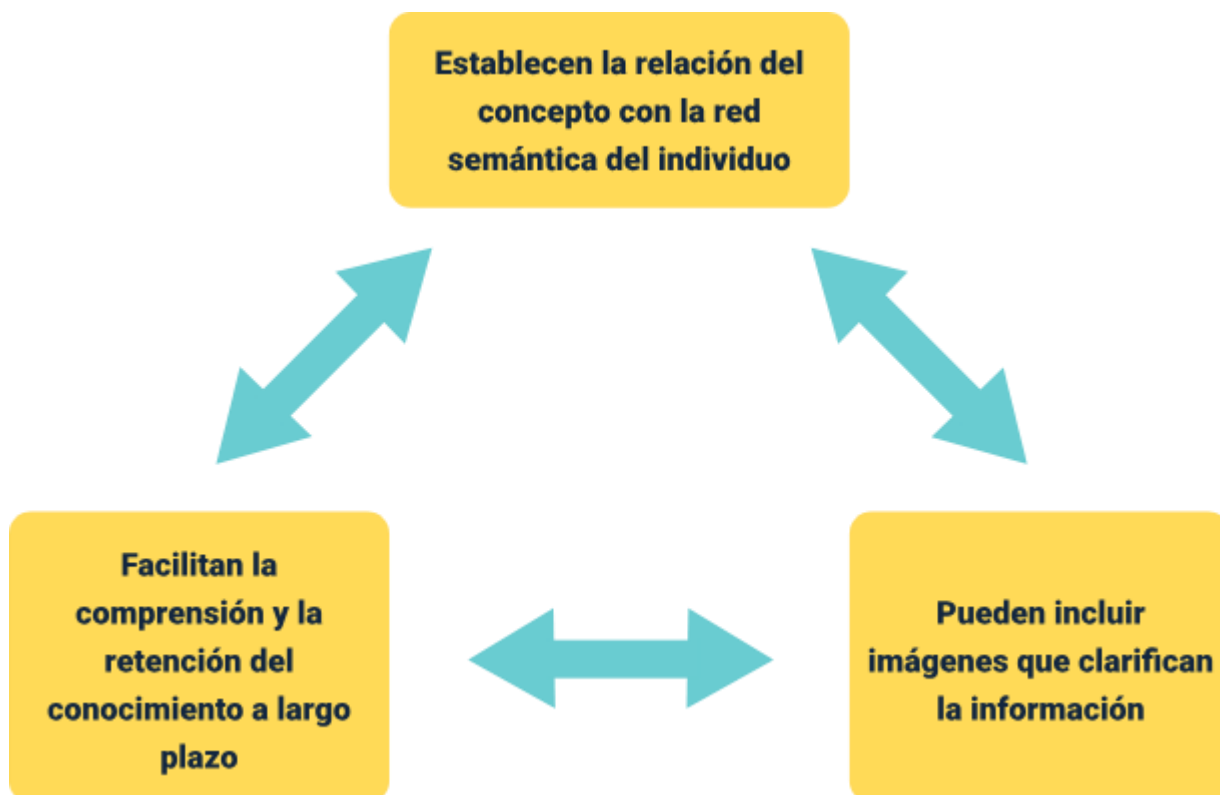 Establecen la relación del
concepto con la red
semántica del individuo
Facilitan la
comprensión y la
retención del
conocimiento a largo
plazo
Pueden incluir
imágenes que clarifican
la información